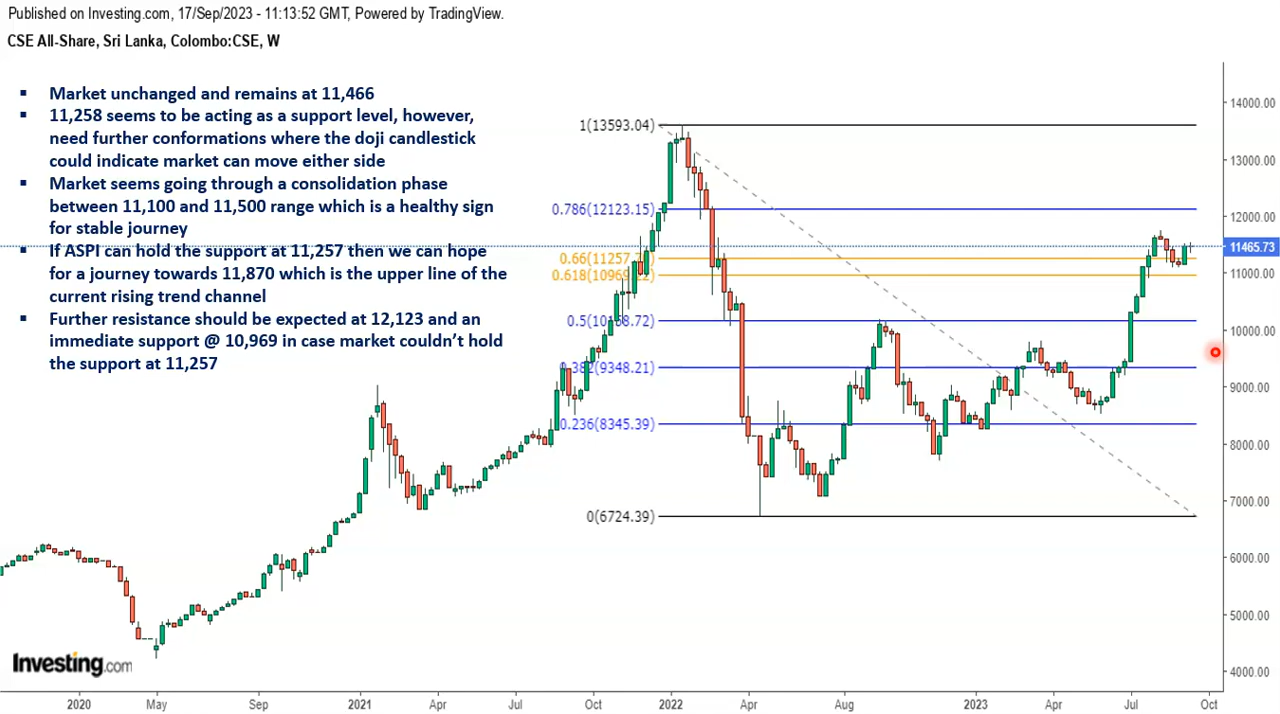 Published on Investing.com, 17/Sep/2023 - 11:13:52 GMT, Powered by TradingView.
CSE All-Share, Sri Lanka, Colombo:CSE, W
▪ Market unchanged and remains at 11,466
▪ 11,258 seems to be acting as a support level, however,
need further conformations where the doji candlestick
could indicate market can move either side
▪ Market seems going through a consolidation phase
between 11,100 and 11,500 range which is a healthy sign
for stable journey
▪ If ASPI can hold the support at 11,257 then we can hope
for a journey towards 11,870 which is the upper line of the
current rising trend channel
▪ Further resistance should be expected at 12,123 and an
immediate support @ 10,969 in case market couldn't hold
the support at 11,257
1(13593.04)
0.786(12123.15)
0.66(11257.
0.618(10969.
0.5(10158.72)
0.382(9348.21)
0.236(8345.39)
0(6724.39)
14000.00
13000.00
12000.00
11465.73
11000.00
10000.00
9000.00
8000.00
7000.00
6000.00
5000.00
4000.00
Investing.com
2020 May Sep 2021 Apr Jul Oct 2022 Apr Aug 2023 Apr Jul Oct